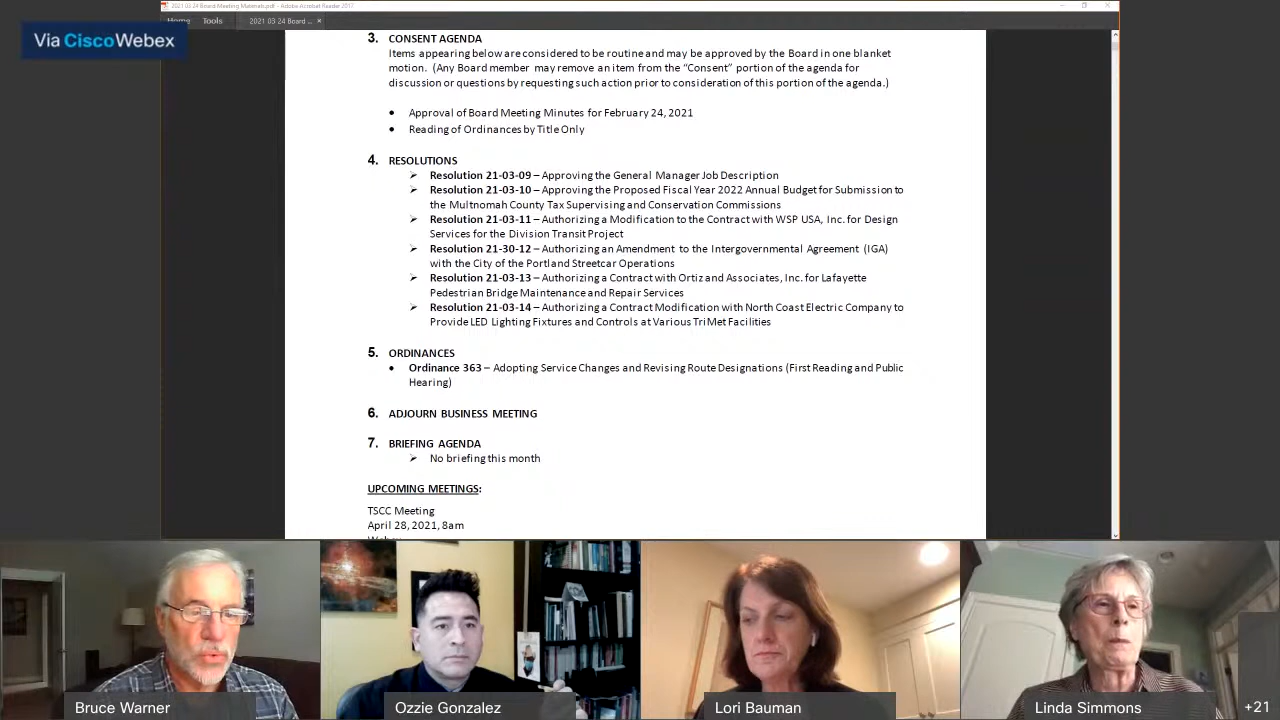 2021 03 24 Board Meeting Materials.pdf - Adobe Acrobat Reader 2017
Home Tools 2021 03 24 Board ... ×
Via Cisco Webex
3. CONSENT AGENDA
Items appearing below are considered to be routine and may be approved by the Board in one blanket
motion. (Any Board member may remove an item from the “Consent” portion of the agenda for
discussion or questions by requesting such action prior to consideration of this portion of the agenda.)
• Approval of Board Meeting Minutes for February 24, 2021
• Reading of Ordinances by Title Only
4. RESOLUTIONS
➢ Resolution 21-03-09 – Approving the General Manager Job Description
➢ Resolution 21-03-10 – Approving the Proposed Fiscal Year 2022 Annual Budget for Submission to
the Multnomah County Tax Supervising and Conservation Commissions
➢ Resolution 21-03-11 – Authorizing a Modification to the Contract with WSP USA, Inc. for Design
Services for the Division Transit Project
➢ Resolution 21-30-12 – Authorizing an Amendment to the Intergovernmental Agreement (IGA)
with the City of the Portland Streetcar Operations
➢ Resolution 21-03-13 – Authorizing a Contract with Ortiz and Associates, Inc. for Lafayette
Pedestrian Bridge Maintenance and Repair Services
➢ Resolution 21-03-14 – Authorizing a Contract Modification with North Coast Electric Company to
Provide LED Lighting Fixtures and Controls at Various TriMet Facilities
5. ORDINANCES
• Ordinance 363 – Adopting Service Changes and Revising Route Designations (First Reading and Public
Hearing)
6. ADJOURN BUSINESS MEETING
7. BRIEFING AGENDA
➢ No briefing this month
UPCOMING MEETINGS:
TSCC Meeting
April 28, 2021, 8am
Bruce Warner
Ozzie Gonzalez
Lori Bauman
Linda Simmons
+21